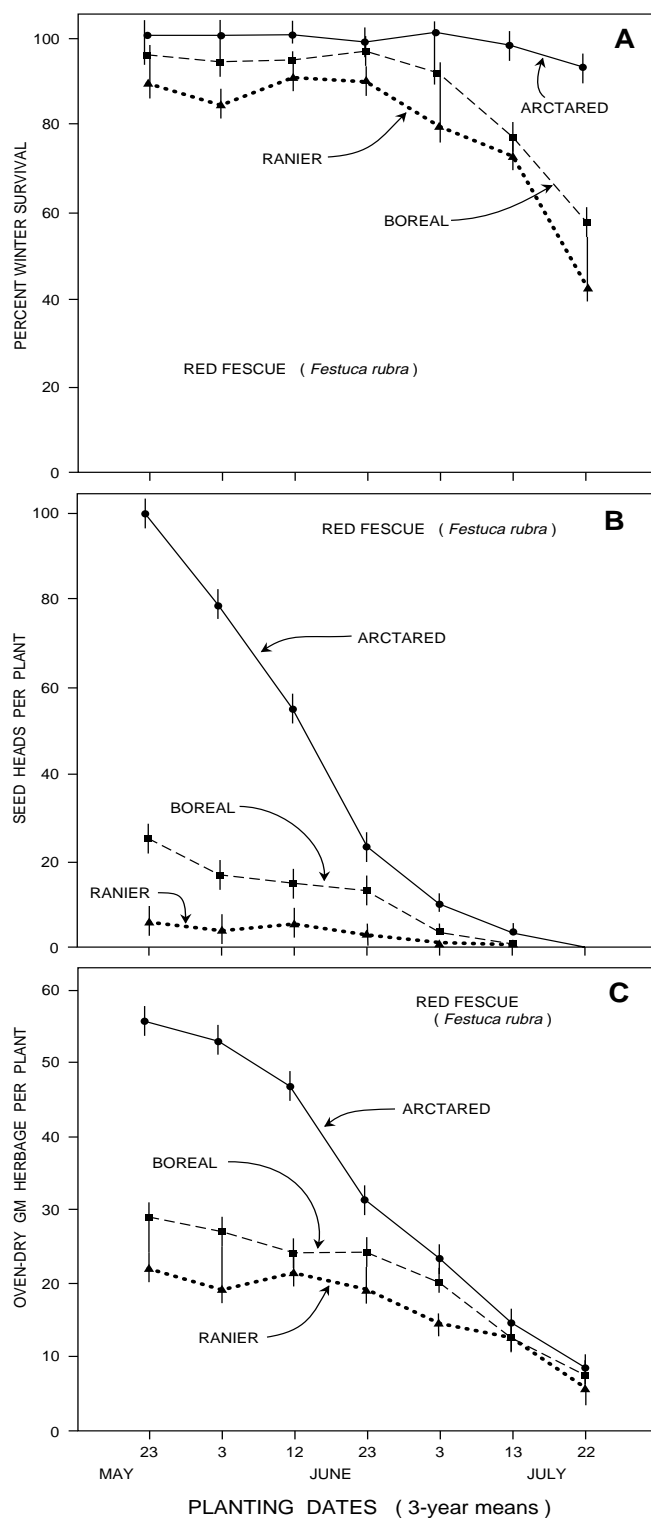 A
100
80
60
40
20
0
PERCENT WINTER SURVIVAL
ARCTARED
RANIER
BOREAL
RED FESCUE ( Festuca rubra )
B
100
80
60
40
20
0
SEED HEADS PER PLANT
RED FESCUE ( Festuca rubra )
ARCTARED
BOREAL
RANIER
C
60
50
40
30
20
10
0
OVEN-DRY GM HERBAGE PER PLANT
RED FESCUE
( Festuca rubra )
ARCTARED
BOREAL
RANIER
23 3 12 23 3 13 22
MAY JUNE JULY
PLANTING DATES ( 3-year means )